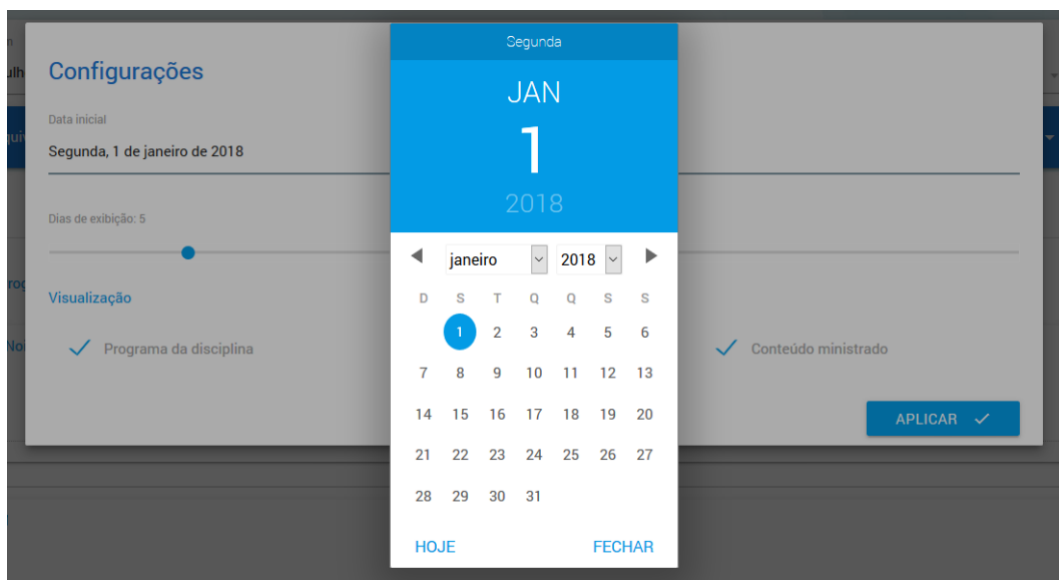 Configurações
Data inicial
Segunda, 1 de janeiro de 2018
Dias de exibição: 5
Visualização
Programa da disciplina
Conteúdo ministrado
APLICAR
Segunda
JAN
1
2018
janeiro 2018
D S T Q Q S S
1 2 3 4 5 6
7 8 9 10 11 12 13
14 15 16 17 18 19 20
21 22 23 24 25 26 27
28 29 30 31
HOJE FECHAR